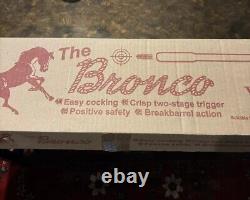 The
Bronco
Easy cocking Crisp two-stage trigger
Positive safety Breakbarrel action